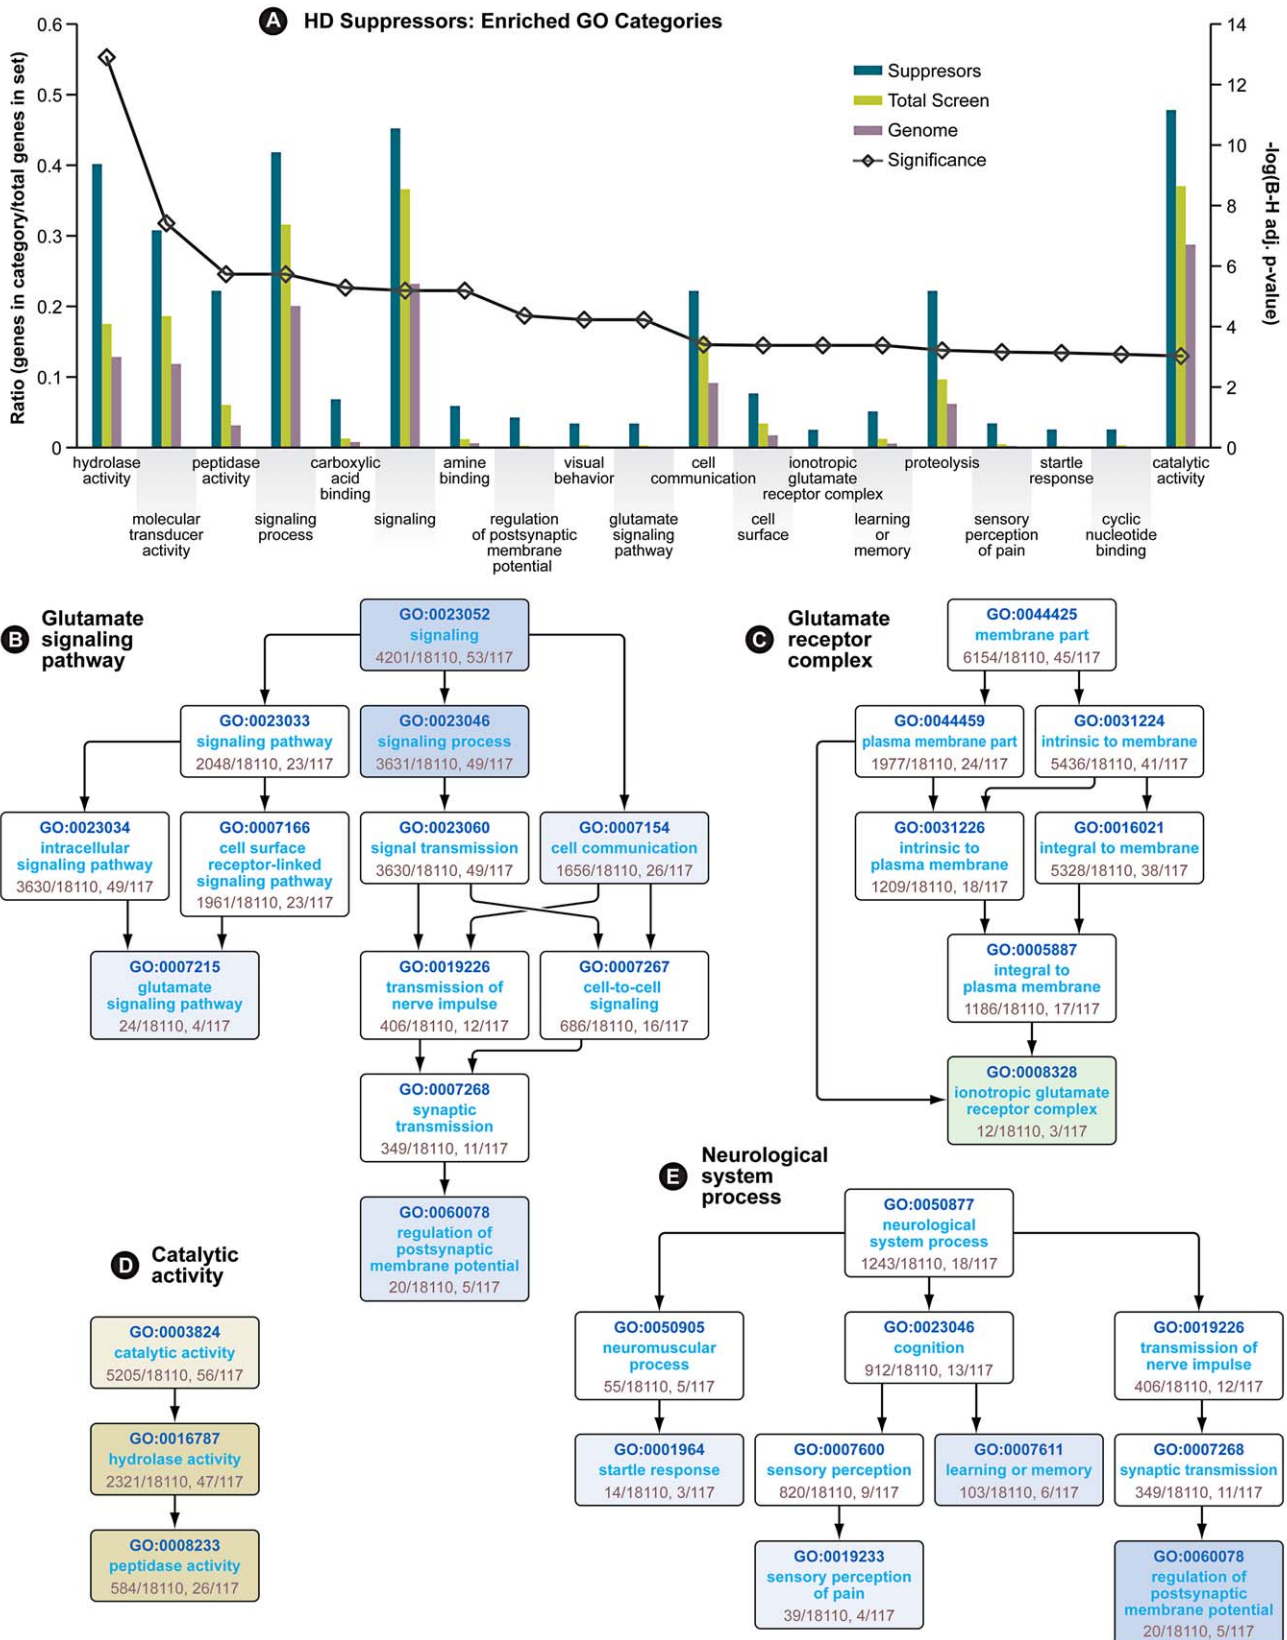 A HD Suppressors: Enriched GO Categories
Ratio (genes in category/total genes in set)
0.6
0.5
0.4
0.3
0.2
0.1
0
14
12
10
8
6
4
2
0
-log(B-H adj. p-value)
Suppresors
Total Screen
Genome
Significance
hydrolase
activity
molecular
transducer
activity
peptidase
activity
signaling
process
carboxylic
acid
binding
signaling
amine
binding
regulation
of postsynaptic
membrane
potential
visual
behavior
glutamate
signaling
pathway
cell
communication
cell
surface
ionotropic
glutamate
receptor complex
learning
or
memory
proteolysis
sensory
perception
of pain
startle
response
cyclic
nucleotide
binding
catalytic
activity
B Glutamate
signaling
pathway
GO:0023052
signaling
4201/18110, 53/117
GO:0023033
signaling pathway
2048/18110, 23/117
GO:0023046
signaling process
3631/18110, 49/117
GO:0023034
intracellular
signaling pathway
3630/18110, 49/117
GO:0007166
cell surface
receptor-linked
signaling pathway
1961/18110, 23/117
GO:0023060
signal transmission
3630/18110, 49/117
GO:0007154
cell communication
1656/18110, 26/117
GO:0007215
glutamate
signaling pathway
24/18110, 4/117
GO:0019226
transmission of
nerve impulse
406/18110, 12/117
GO:0007267
cell-to-cell
signaling
686/18110, 16/117
GO:0007268
synaptic
transmission
349/18110, 11/117
GO:0060078
regulation of
postsynaptic
membrane potential
20/18110, 5/117
C Glutamate
receptor
complex
GO:0044425
membrane part
6154/18110, 45/117
GO:0044459
plasma membrane part
1977/18110, 24/117
GO:0031224
intrinsic to membrane
5436/18110, 41/117
GO:0031226
intrinsic to
plasma membrane
1209/18110, 18/117
GO:0016021
integral to membrane
5328/18110, 38/117
GO:0005887
integral to
plasma membrane
1186/18110, 17/117
GO:0008328
ionotropic glutamate
receptor complex
12/18110, 3/117
D Catalytic
activity
GO:0003824
catalytic activity
5205/18110, 56/117
GO:0016787
hydrolase activity
2321/18110, 47/117
GO:0008233
peptidase activity
584/18110, 26/117
E Neurological
system
process
GO:0050877
neurological
system process
1243/18110, 18/117
GO:0050905
neuromuscular
process
55/18110, 5/117
GO:0023046
cognition
912/18110, 13/117
GO:0019226
transmission of
nerve impulse
406/18110, 12/117
GO:0001964
startle response
14/18110, 3/117
GO:0007600
sensory perception
820/18110, 9/117
GO:0007611
learning or memory
103/18110, 6/117
GO:0007268
synaptic transmission
349/18110, 11/117
GO:0019233
sensory perception
of pain
39/18110, 4/117
GO:0060078
regulation of
postsynaptic
membrane potential
20/18110, 5/117